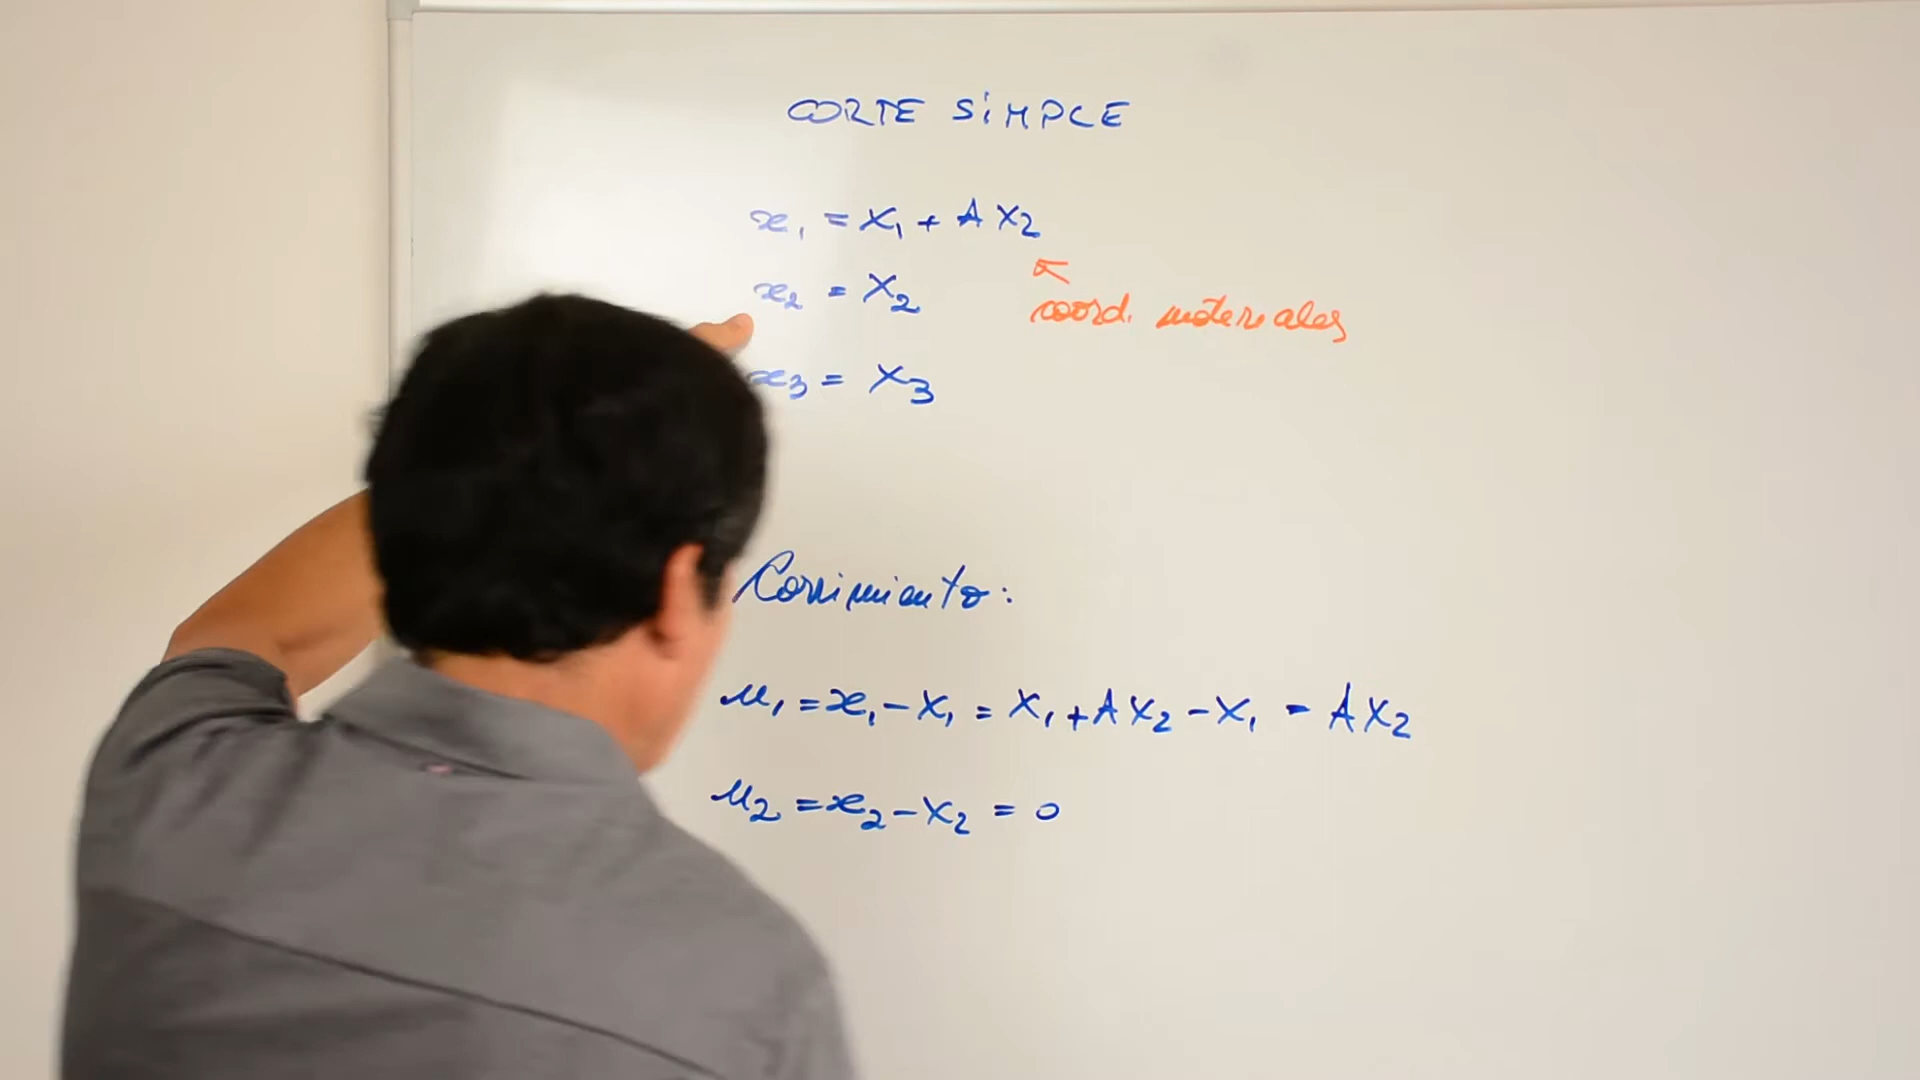 CORTE SIMPLE
x₁ = X₁ + A X₂
x₂ = X₂
coord. materiales
x₃ = X₃
Corrimiento:
u₁ = x₁ - X₁ = X₁ + A X₂ - X₁ = A X₂
u₂ = x₂ - X₂ = 0